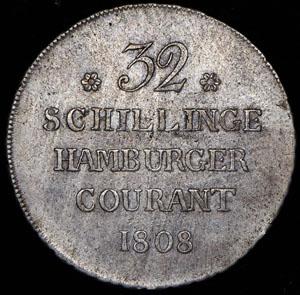 32
SCHILLINGE
HAMBURGER
COURANT
1808